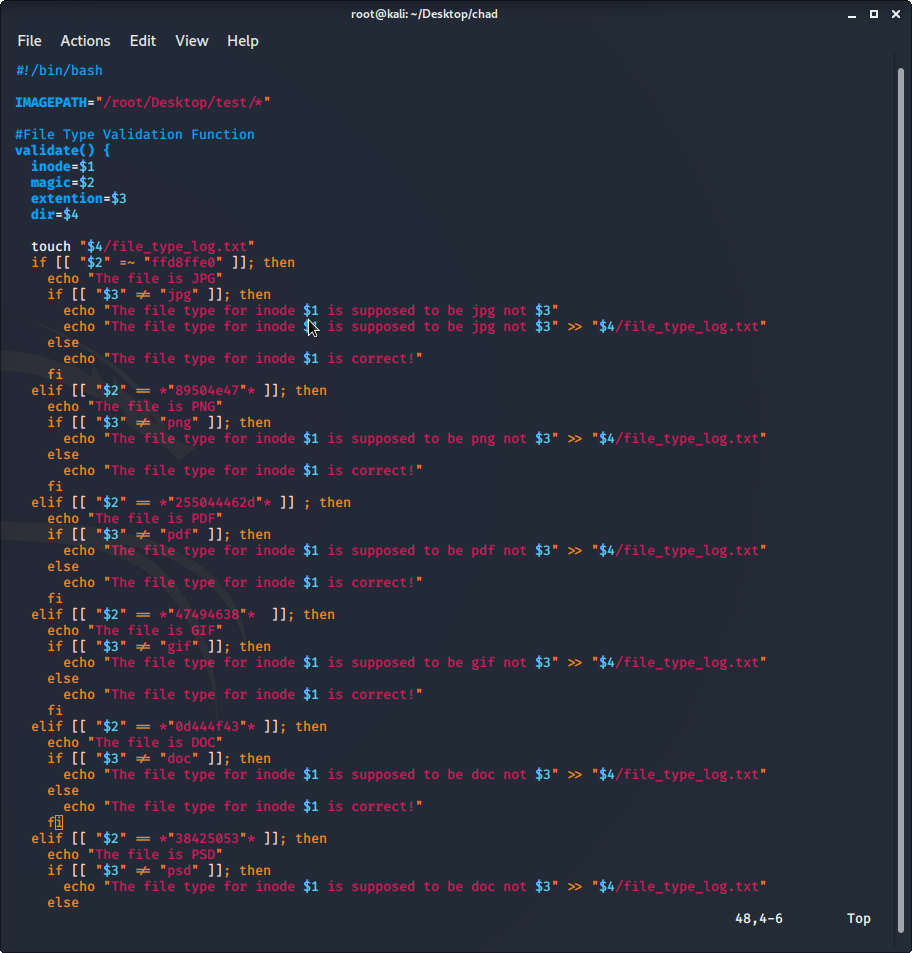 root@kali: ~/Desktop/chad
File Actions Edit View Help
#!/bin/bash

IMAGEPATH="/root/Desktop/test/*"

#File Type Validation Function
validate() {
  inode=$1
  magic=$2
  extention=$3
  dir=$4

  touch "$4/file_type_log.txt"
  if [[ "$2" =~ "ffd8ffe0" ]]; then
    echo "The file is JPG"
    if [[ "$3" != "jpg" ]]; then
      echo "The file type for inode $1 is supposed to be jpg not $3"
      echo "The file type for inode $1 is supposed to be jpg not $3" >> "$4/file_type_log.txt"
    else
      echo "The file type for inode $1 is correct!"
    fi
  elif [[ "$2" == *"89504e47"* ]]; then
    echo "The file is PNG"
    if [[ "$3" != "png" ]]; then
      echo "The file type for inode $1 is supposed to be png not $3" >> "$4/file_type_log.txt"
    else
      echo "The file type for inode $1 is correct!"
    fi
  elif [[ "$2" == *"255044462d"* ]] ; then
    echo "The file is PDF"
    if [[ "$3" != "pdf" ]]; then
      echo "The file type for inode $1 is supposed to be pdf not $3" >> "$4/file_type_log.txt"
    else
      echo "The file type for inode $1 is correct!"
    fi
  elif [[ "$2" == *"47494638"*  ]]; then
    echo "The file is GIF"
    if [[ "$3" != "gif" ]]; then
      echo "The file type for inode $1 is supposed to be gif not $3" >> "$4/file_type_log.txt"
    else
      echo "The file type for inode $1 is correct!"
    fi
  elif [[ "$2" == *"0d444f43"* ]]; then
    echo "The file is DOC"
    if [[ "$3" != "doc" ]]; then
      echo "The file type for inode $1 is supposed to be doc not $3" >> "$4/file_type_log.txt"
    else
      echo "The file type for inode $1 is correct!"
    fi
  elif [[ "$2" == *"38425053"* ]]; then
    echo "The file is PSD"
    if [[ "$3" != "psd" ]]; then
      echo "The file type for inode $1 is supposed to be doc not $3" >> "$4/file_type_log.txt"
    else
48,4-6 Top